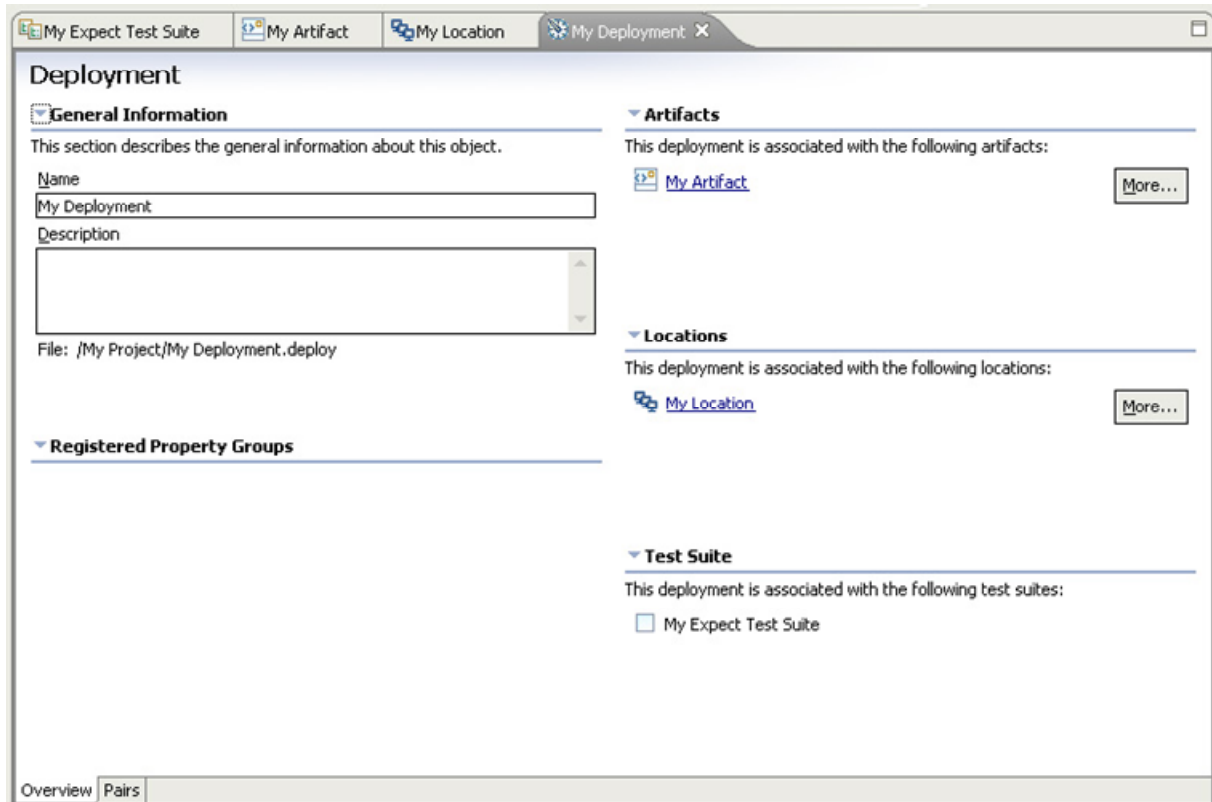 My Expect Test Suite
My Artifact
My Location
My Deployment
Deployment
General Information
This section describes the general information about this object.
Name
My Deployment
Description
File: /My Project/My Deployment.deploy
Registered Property Groups
Artifacts
This deployment is associated with the following artifacts:
My Artifact
More...
Locations
This deployment is associated with the following locations:
My Location
More...
Test Suite
This deployment is associated with the following test suites:
My Expect Test Suite
Overview
Pairs